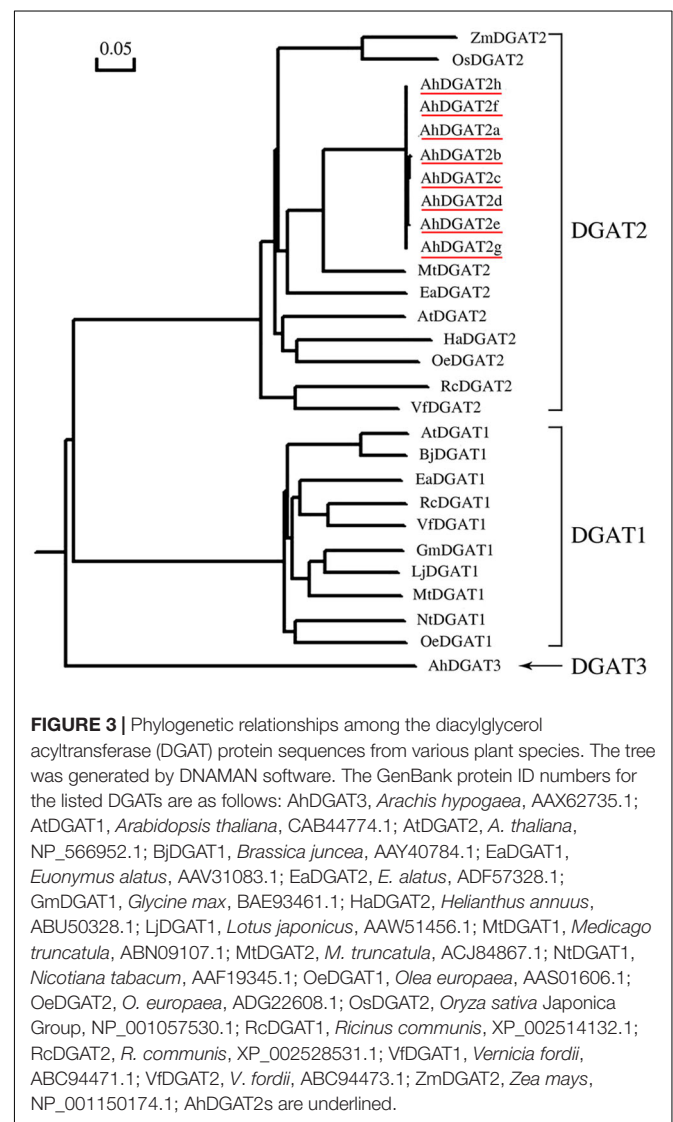 0.05
ZmDGAT2
OsDGAT2
AhDGAT2h
AhDGAT2f
AhDGAT2a
AhDGAT2b
AhDGAT2c
AhDGAT2d
AhDGAT2e
AhDGAT2g
DGAT2
MtDGAT2
EaDGAT2
AtDGAT2
HaDGAT2
OeDGAT2
RcDGAT2
VfDGAT2
AtDGAT1
BjDGAT1
EaDGAT1
RcDGAT1
VfDGAT1
DGAT1
GmDGAT1
LjDGAT1
MtDGAT1
NtDGAT1
OeDGAT1
AhDGAT3
DGAT3
FIGURE 3 | Phylogenetic relationships among the diacylglycerol
acyltransferase (DGAT) protein sequences from various plant species. The tree
was generated by DNAMAN software. The GenBank protein ID numbers for
the listed DGATs are as follows: AhDGAT3, Arachis hypogaea, AAX62735.1;
AtDGAT1, Arabidopsis thaliana, CAB44774.1; AtDGAT2, A. thaliana,
NP_566952.1; BjDGAT1, Brassica juncea, AAY40784.1; EaDGAT1,
Euonymus alatus, AAV31083.1; EaDGAT2, E. alatus, ADF57328.1;
GmDGAT1, Glycine max, BAE93461.1; HaDGAT2, Helianthus annuus,
ABU50328.1; LjDGAT1, Lotus japonicus, AAW51456.1; MtDGAT1, Medicago
truncatula, ABN09107.1; MtDGAT2, M. truncatula, ACJ84867.1; NtDGAT1,
Nicotiana tabacum, AAF19345.1; OeDGAT1, Olea europaea, AAS01606.1;
OeDGAT2, O. europaea, ADG22608.1; OsDGAT2, Oryza sativa Japonica
Group, NP_001057530.1; RcDGAT1, Ricinus communis, XP_002514132.1;
RcDGAT2, R. communis, XP_002528531.1; VfDGAT1, Vernicia fordii,
ABC94471.1; VfDGAT2, V. fordii, ABC94473.1; ZmDGAT2, Zea mays,
NP_001150174.1; AhDGAT2s are underlined.